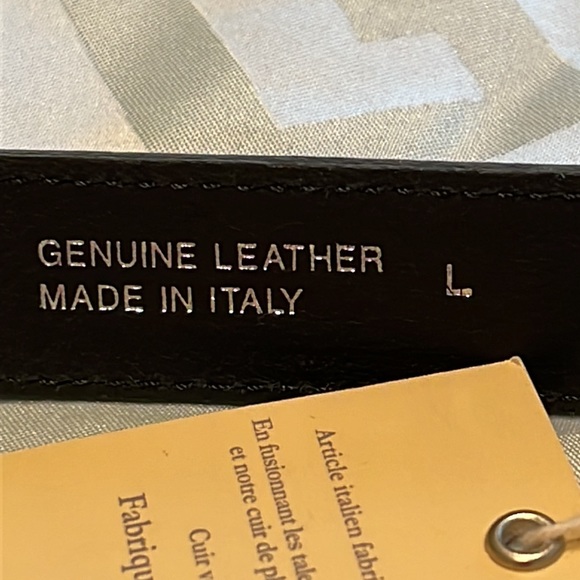 GENUINE LEATHER
MADE IN ITALY
L
Article italien
En fusionnant les
et notre cuir de
Cuir